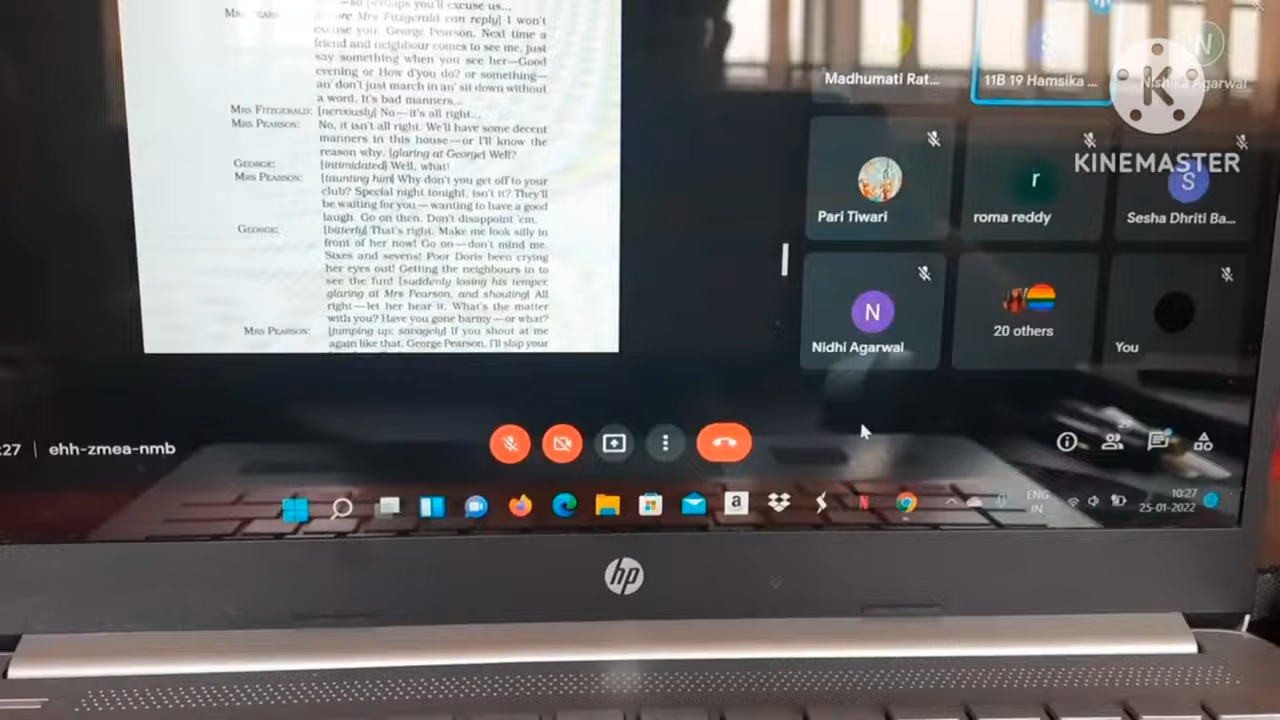 —so perhaps you'll excuse us...
Mrs Pearson: [before Mrs Fitzgerald can reply] I won't
excuse you, George Pearson. Next time a
friend and neighbour comes to see me, just
say something when you see her—Good
evening or How d'you do? or something—
an' don't just march in an' sit down without
a word. It's bad manners...
Mrs Fitzgerald: [nervously] No—it's all right...
Mrs Pearson: No, it isn't all right. We'll have some decent
manners in this house—or I'll know the
reason why. [glaring at George] Well?
George: [intimidated] Well, what!
Mrs Pearson: [taunting him] Why don't you get off to your
club? Special night tonight, isn't it? They'll
be waiting for you—wanting to have a good
laugh. Go on then. Don't disappoint 'em.
George: [bitterly] That's right. Make me look silly in
front of her now! Go on—don't mind me.
Sixes and sevens! Poor Doris been crying
her eyes out! Getting the neighbours in to
see the fun! [suddenly losing his temper,
glaring at Mrs Pearson, and shouting] All
right—let her hear it. What's the matter
with you? Have you gone barmy—or what?
Mrs Pearson: [jumping up; savagely] If you shout at me
again like that, George Pearson, I'll slap your
Madhumati Rat...
11B 19 Hamsika ...
N
Nishika Agarwal
K
KINEMASTER
Pari Tiwari
r
roma reddy
S
Sesha Dhriti Ba...
N
Nidhi Agarwal
20 others
You
:27 | ehh-zmea-nmb
29
a
N
ENG
IN
10:27
25-01-2022
hp